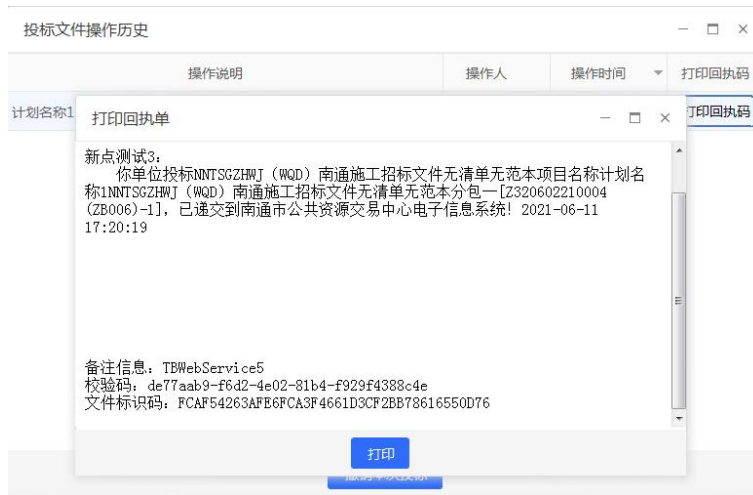 投标文件操作历史
操作说明 操作人 操作时间 打印回执码
计划名称1 打印回执码
打印回执单
新点测试3:
你单位投标NNTSGZHWJ (WQD) 南通施工招标文件无清单无范本项目名称计划名
称1NNTSGZHWJ (WQD) 南通施工招标文件无清单无范本分包一[Z320602210004
(ZB006)-1], 已递交到南通市公共资源交易中心电子信息系统! 2021-06-11
17:20:19
备注信息: TBWebService5
校验码: de77aab9-f6d2-4e02-81b4-f929f4388c4e
文件标识码: FCAF54263AFE6FCA3F4661D3CF2BB78616550D76
打印